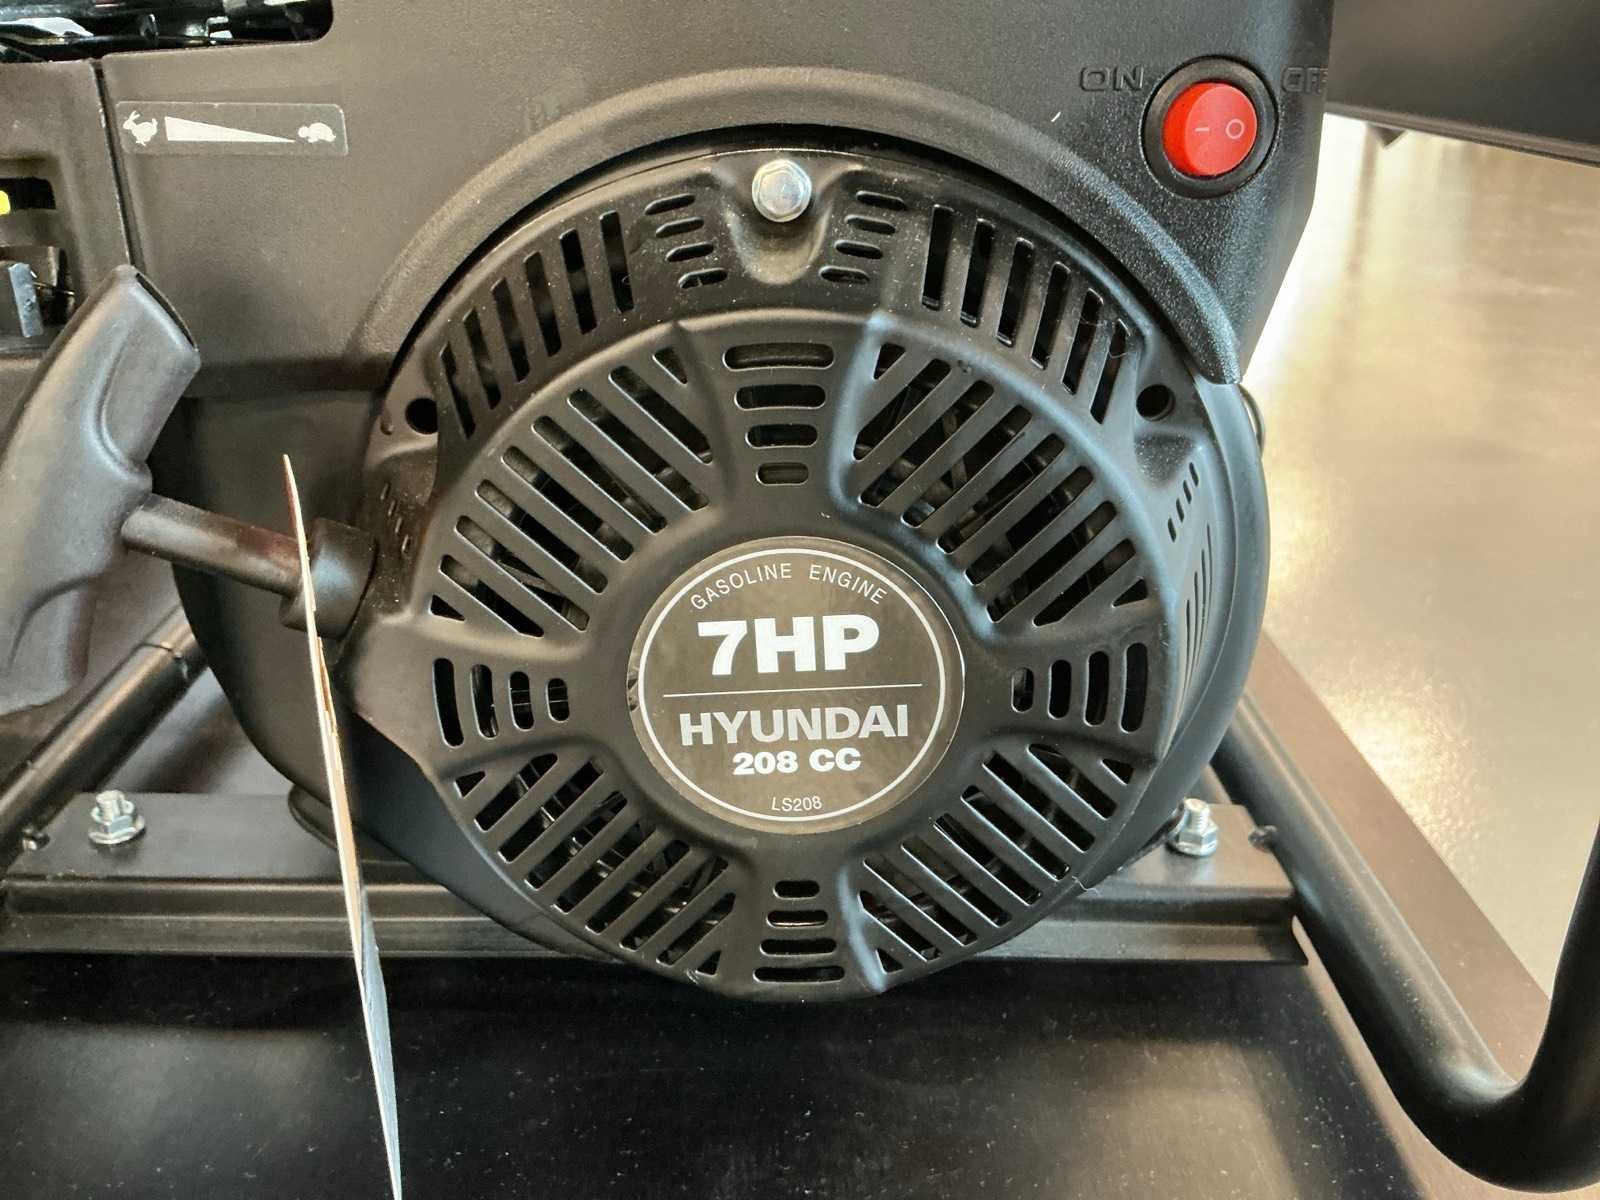 ON
OFF
– O
GASOLINE ENGINE
7HP
HYUNDAI
208 CC
LS208